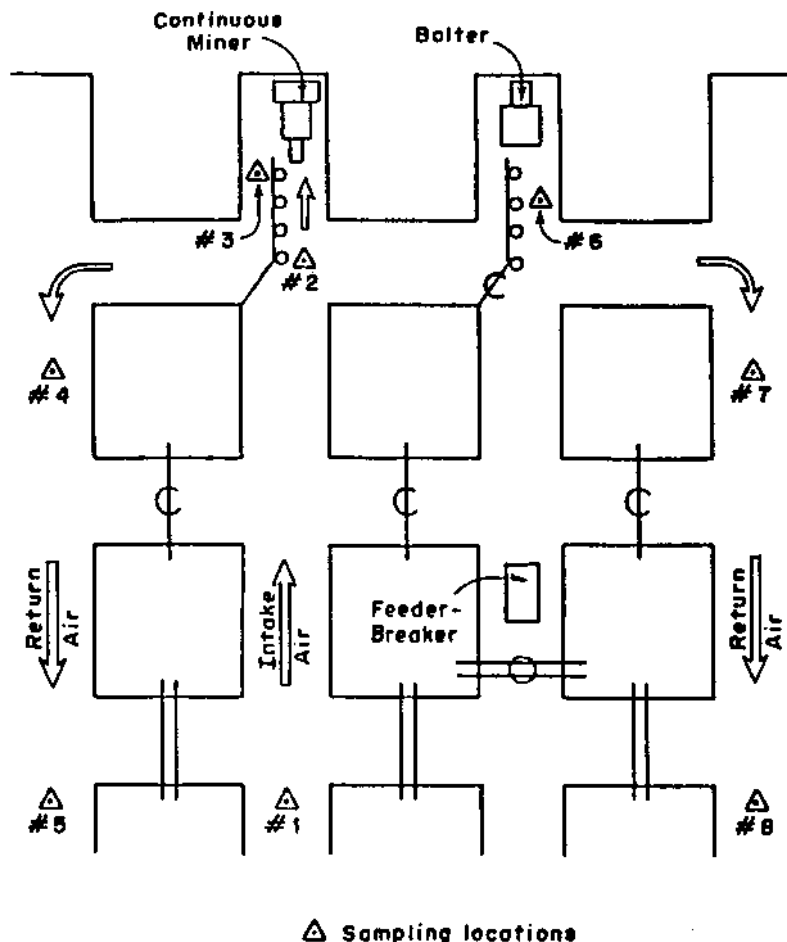 Continuous
Miner
Bolter
#3
#2
#6
#4
#7
Return
Air
Intake
Air
Feeder-
Breaker
Return
Air
#5
#1
#8
Sampling locations